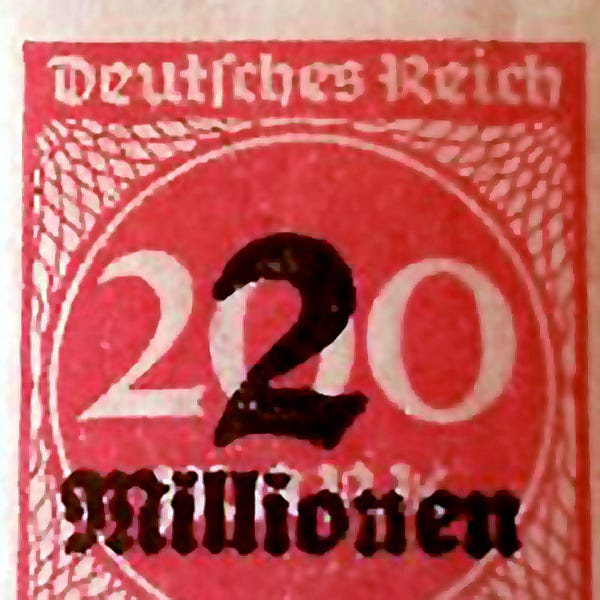 Deutsches Reich
200
2
Millionen